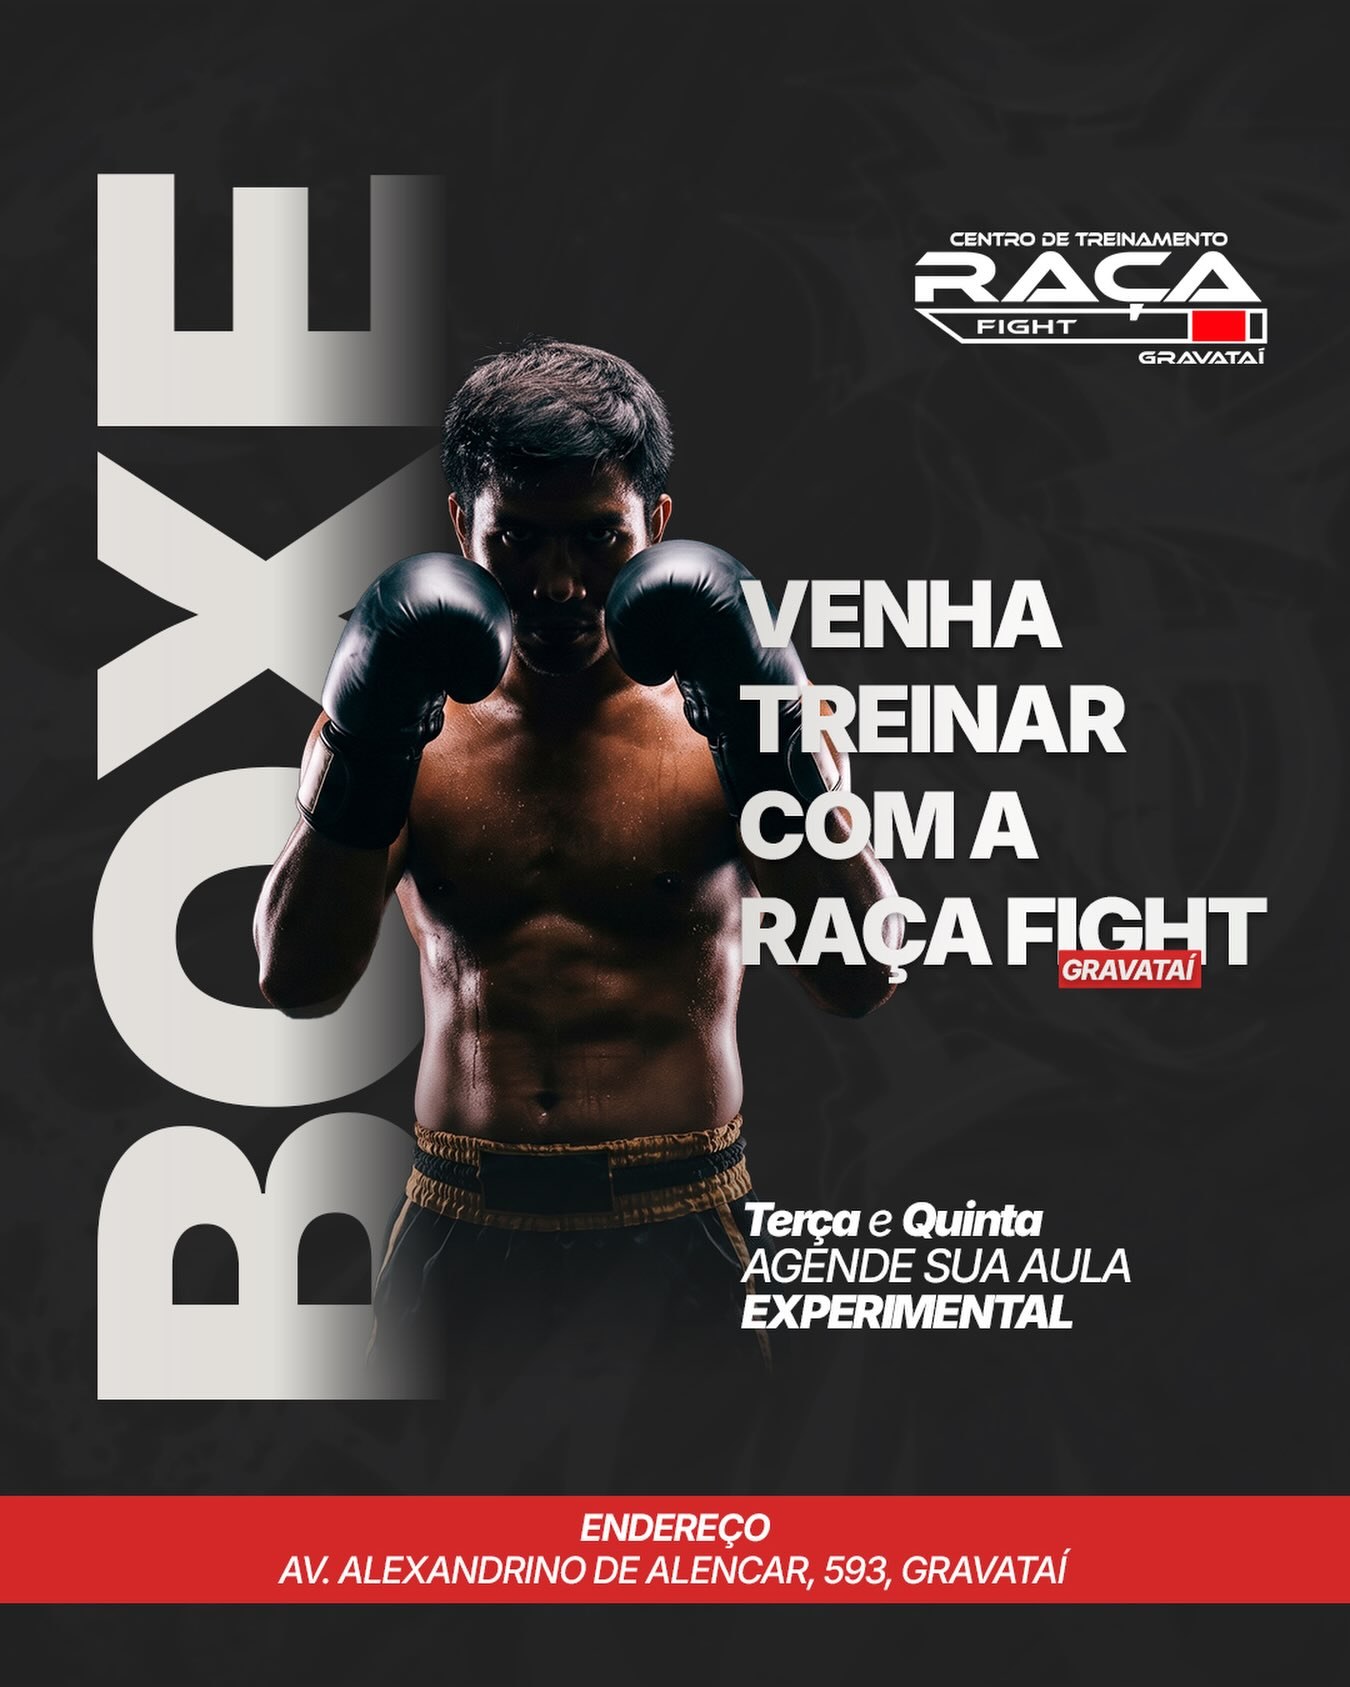 BOXE
CENTRO DE TREINAMENTO
RAÇA
FIGHT
GRAVATAÍ
VENHA
TREINAR
COM A
RAÇA FIGHT
GRAVATAÍ
Terça e Quinta
AGENDE SUA AULA
EXPERIMENTAL
ENDEREÇO
AV. ALEXANDRINO DE ALENCAR, 593, GRAVATAÍ